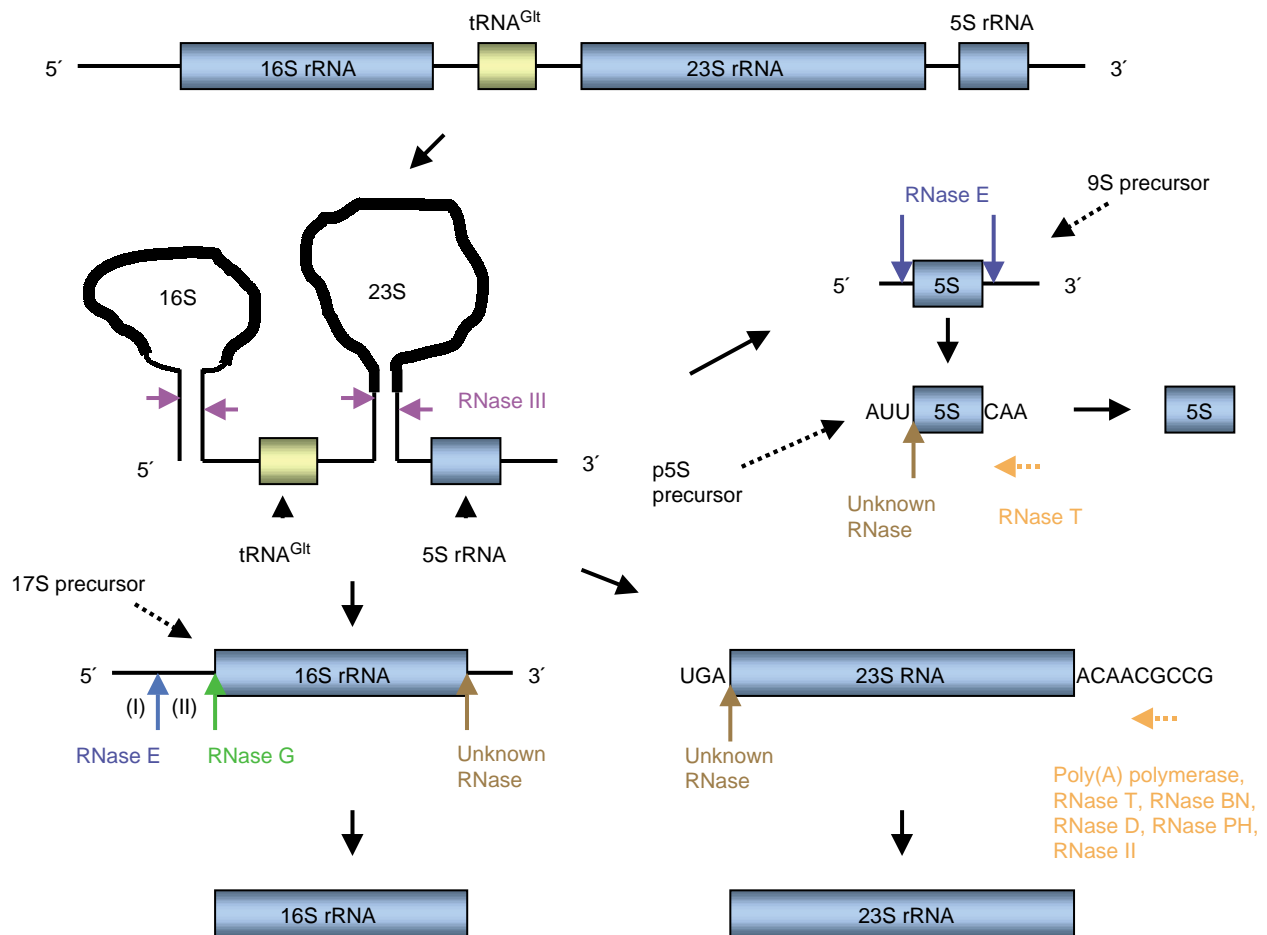 tRNA^Glt
5S rRNA
5´ 16S rRNA 23S rRNA 3´
16S
23S
RNase III
5´ 3´
tRNA^Glt 5S rRNA
RNase E
9S precursor
5´ 5S 3´
AUU 5S CAA
5S
p5S
precursor
Unknown
RNase
RNase T
17S precursor
5´ 16S rRNA 3´
(I) (II)
RNase E
RNase G
Unknown
RNase
16S rRNA
UGA 23S RNA ACAACGCCG
Unknown
RNase
Poly(A) polymerase,
RNase T, RNase BN,
RNase D, RNase PH,
RNase II
23S rRNA